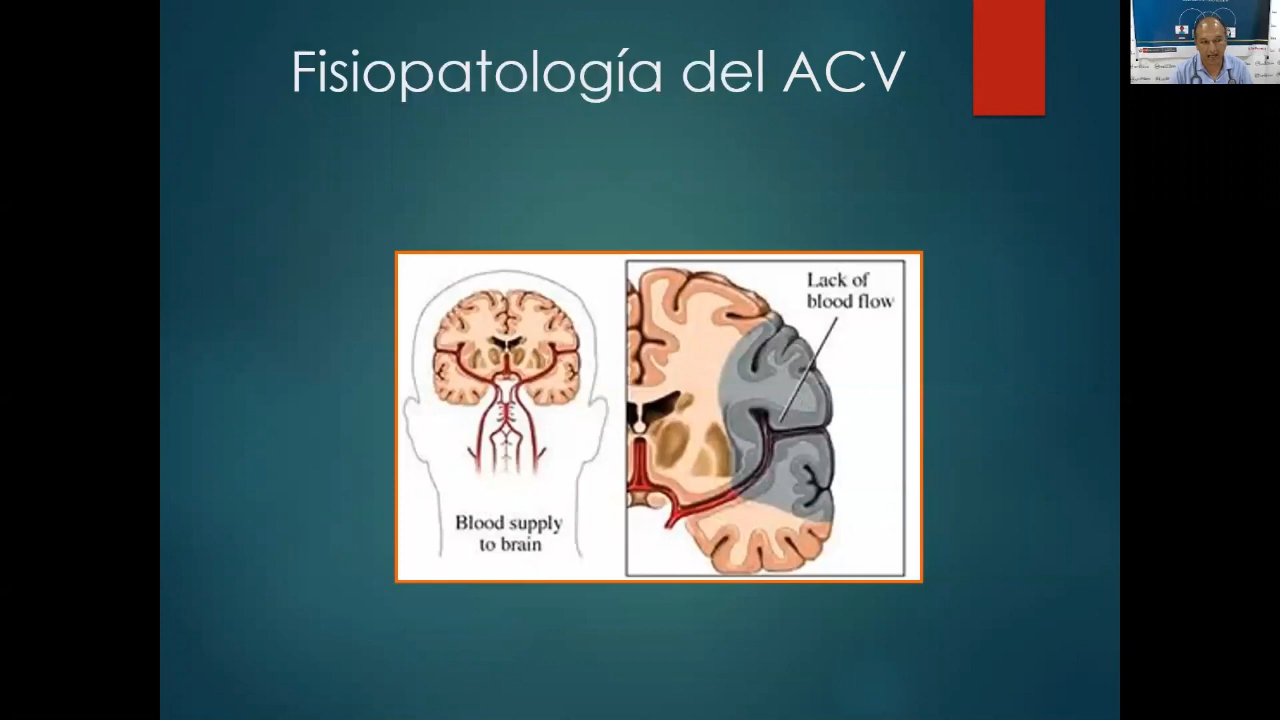 Fisiopatología del ACV
Lack of
blood flow
Blood supply
to brain